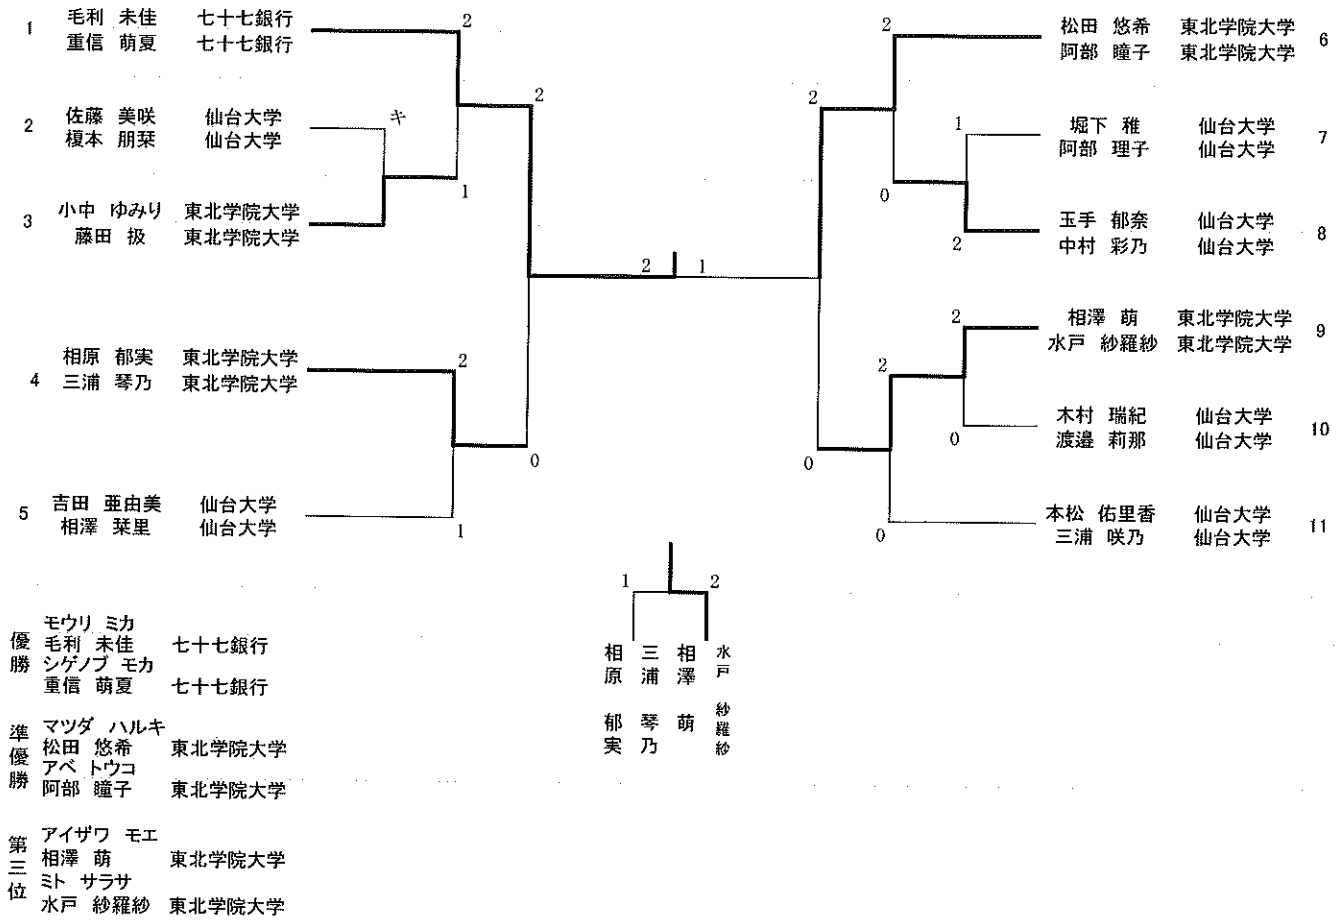 1 毛利 未佳 七十七銀行
重信 萌夏 七十七銀行
2
2 佐藤 美咲 仙台大学
榎本 朋栞 仙台大学
キ
2
3 小中 ゆみり 東北学院大学
藤田 扱 東北学院大学
1
4 相原 郁実 東北学院大学
三浦 琴乃 東北学院大学
2
0
5 吉田 亜由美 仙台大学
相澤 栞里 仙台大学
1
2 1
2
松田 悠希 東北学院大学 6
阿部 瞳子 東北学院大学
2
1
堀下 稚 仙台大学 7
阿部 理子 仙台大学
0
玉手 郁奈 仙台大学 8
中村 彩乃 仙台大学
2
2
相澤 萌 東北学院大学 9
水戸 紗羅紗 東北学院大学
2
木村 瑞紀 仙台大学 10
渡邉 莉那 仙台大学
0
0
本松 佑里香 仙台大学 11
三浦 咲乃 仙台大学
0
1 2
相原 郁実
三浦 琴乃
相澤 萌
水戸 紗羅紗
優勝
モウリ ミカ
毛利 未佳 七十七銀行
シゲノブ モカ
重信 萌夏 七十七銀行
準優勝
マツダ ハルキ
松田 悠希 東北学院大学
アベ トウコ
阿部 瞳子 東北学院大学
第三位
アイザワ モエ
相澤 萌 東北学院大学
ミト サラサ
水戸 紗羅紗 東北学院大学